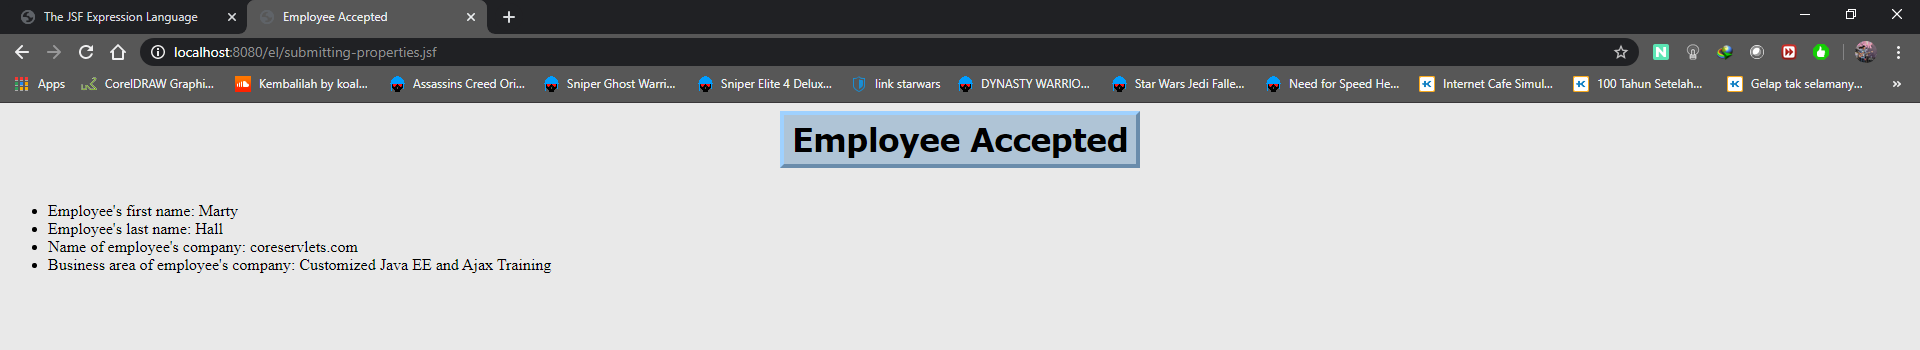 The JSF Expression Language
Employee Accepted
localhost:8080/el/submitting-properties.jsf
Apps
CorelDRAW Graphi...
Kembalilah by koal...
Assassins Creed Ori...
Sniper Ghost Warri...
Sniper Elite 4 Delux...
link starwars
DYNASTY WARRIO...
Star Wars Jedi Falle...
Need for Speed He...
Internet Cafe Simul...
100 Tahun Setelah...
Gelap tak selamany...
Employee Accepted
• Employee's first name: Marty
• Employee's last name: Hall
• Name of employee's company: coreservlets.com
• Business area of employee's company: Customized Java EE and Ajax Training